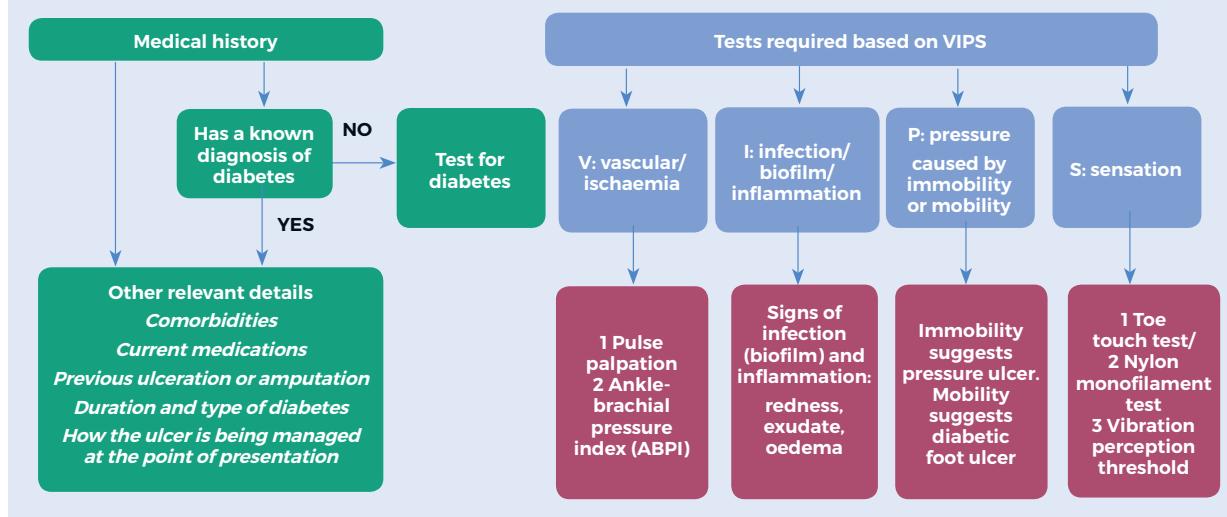 Medical history
Has a known
diagnosis of
diabetes
NO
Test for
diabetes
YES
Other relevant details
Comorbidities
Current medications
Previous ulceration or amputation
Duration and type of diabetes
How the ulcer is being managed
at the point of presentation
Tests required based on VIPS
V: vascular/
ischaemia
I: infection/
biofilm/
inflammation
P: pressure
caused by
immobility
or mobility
S: sensation
1 Pulse
palpation
2 Ankle-
brachial
pressure
index (ABPI)
Signs of
infection
(biofilm) and
inflammation:
redness,
exudate,
oedema
Immobility
suggests
pressure ulcer.
Mobility
suggests
diabetic
foot ulcer
1 Toe
touch test/
2 Nylon
monofilament
test
3 Vibration
perception
threshold